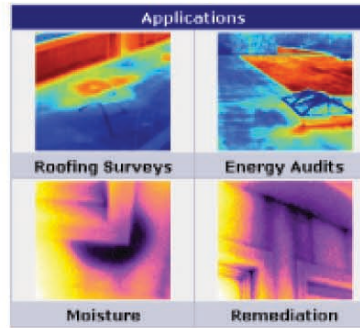 Applications
Roofing Surveys
Energy Audits
Moisture
Remediation